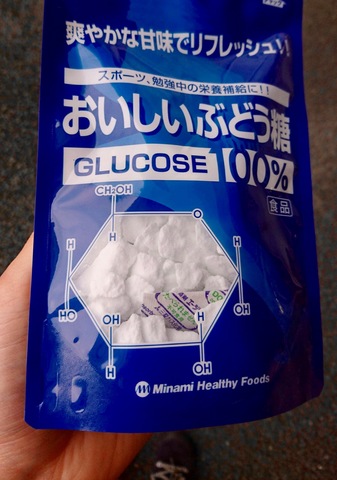 爽やかな甘味でリフレッシュ!!
スポーツ、勉強中の栄養補給に!!
おいしいぶどう糖
GLUCOSE 100%
食品
CH₂OH
O
H
H
H
HO
OH
OH
H
H
OH
Minami Healthy Foods